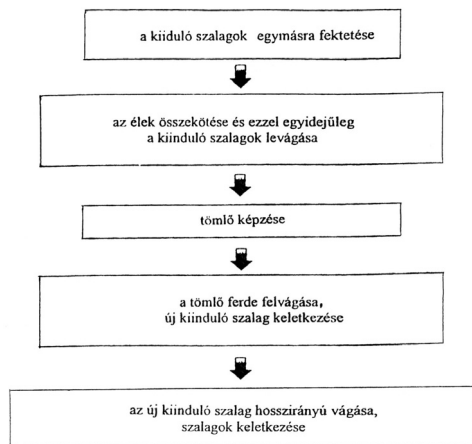 a kiiduló szalagok egymásra fektetése
az élek összekötése és ezzel egyidejűleg
a kiinduló szalagok levágása
tömlő képzése
a tömlő ferde felvágása,
új kiinduló szalag keletkezése
az új kiinduló szalag hosszirányú vágása,
szalagok keletkezése